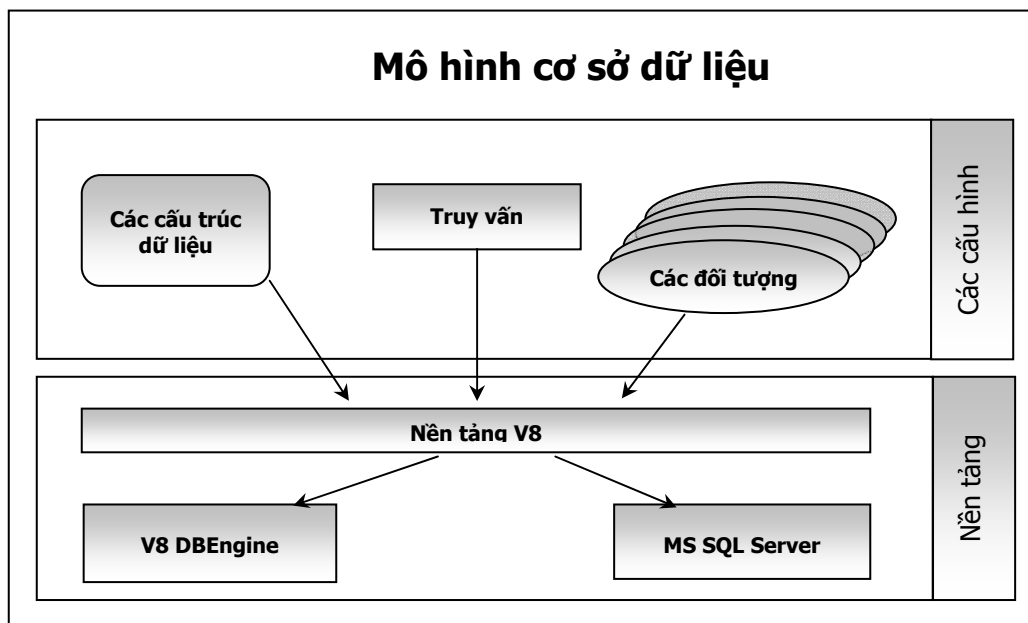 Mô hình cơ sở dữ liệu
Các cấu trúc
dữ liệu
Truy vấn
Các đối tượng
Các cấu hình
Nền tảng V8
V8 DBEngine
MS SQL Server
Nền tảng